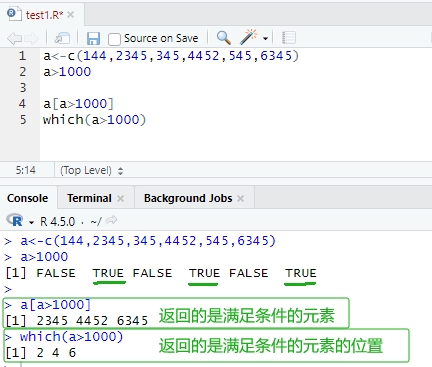 test1.R*
Source on Save
1 a<-c(144,2345,345,4452,545,6345)
2 a>1000
3
4 a[a>1000]
5 which(a>1000)
5:14 (Top Level)
Console Terminal Background Jobs
R 4.5.0 · ~/
> a<-c(144,2345,345,4452,545,6345)
> a>1000
[1] FALSE TRUE FALSE TRUE FALSE TRUE
>
> a[a>1000]
[1] 2345 4452 6345 返回的是满足条件的元素
> which(a>1000)
[1] 2 4 6 返回的是满足条件的元素的位置